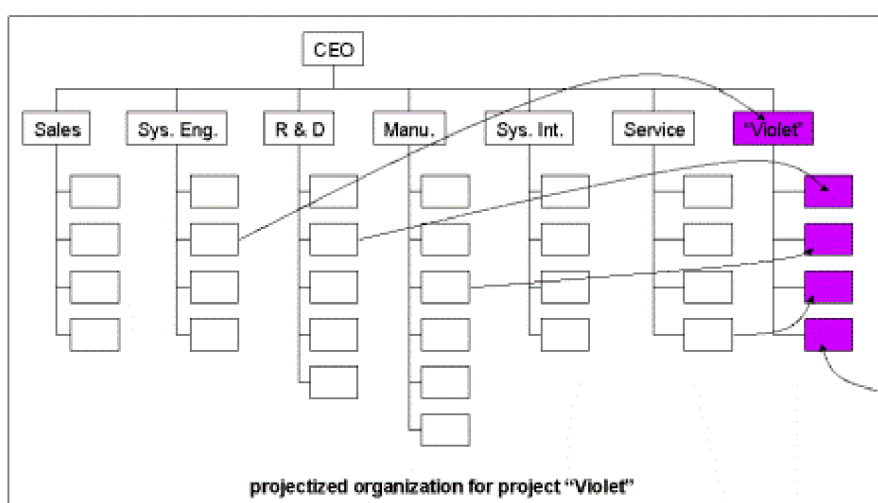 CEO
Sales Sys. Eng. R & D Manu. Sys. Int. Service “Violet”
projectized organization for project “Violet”